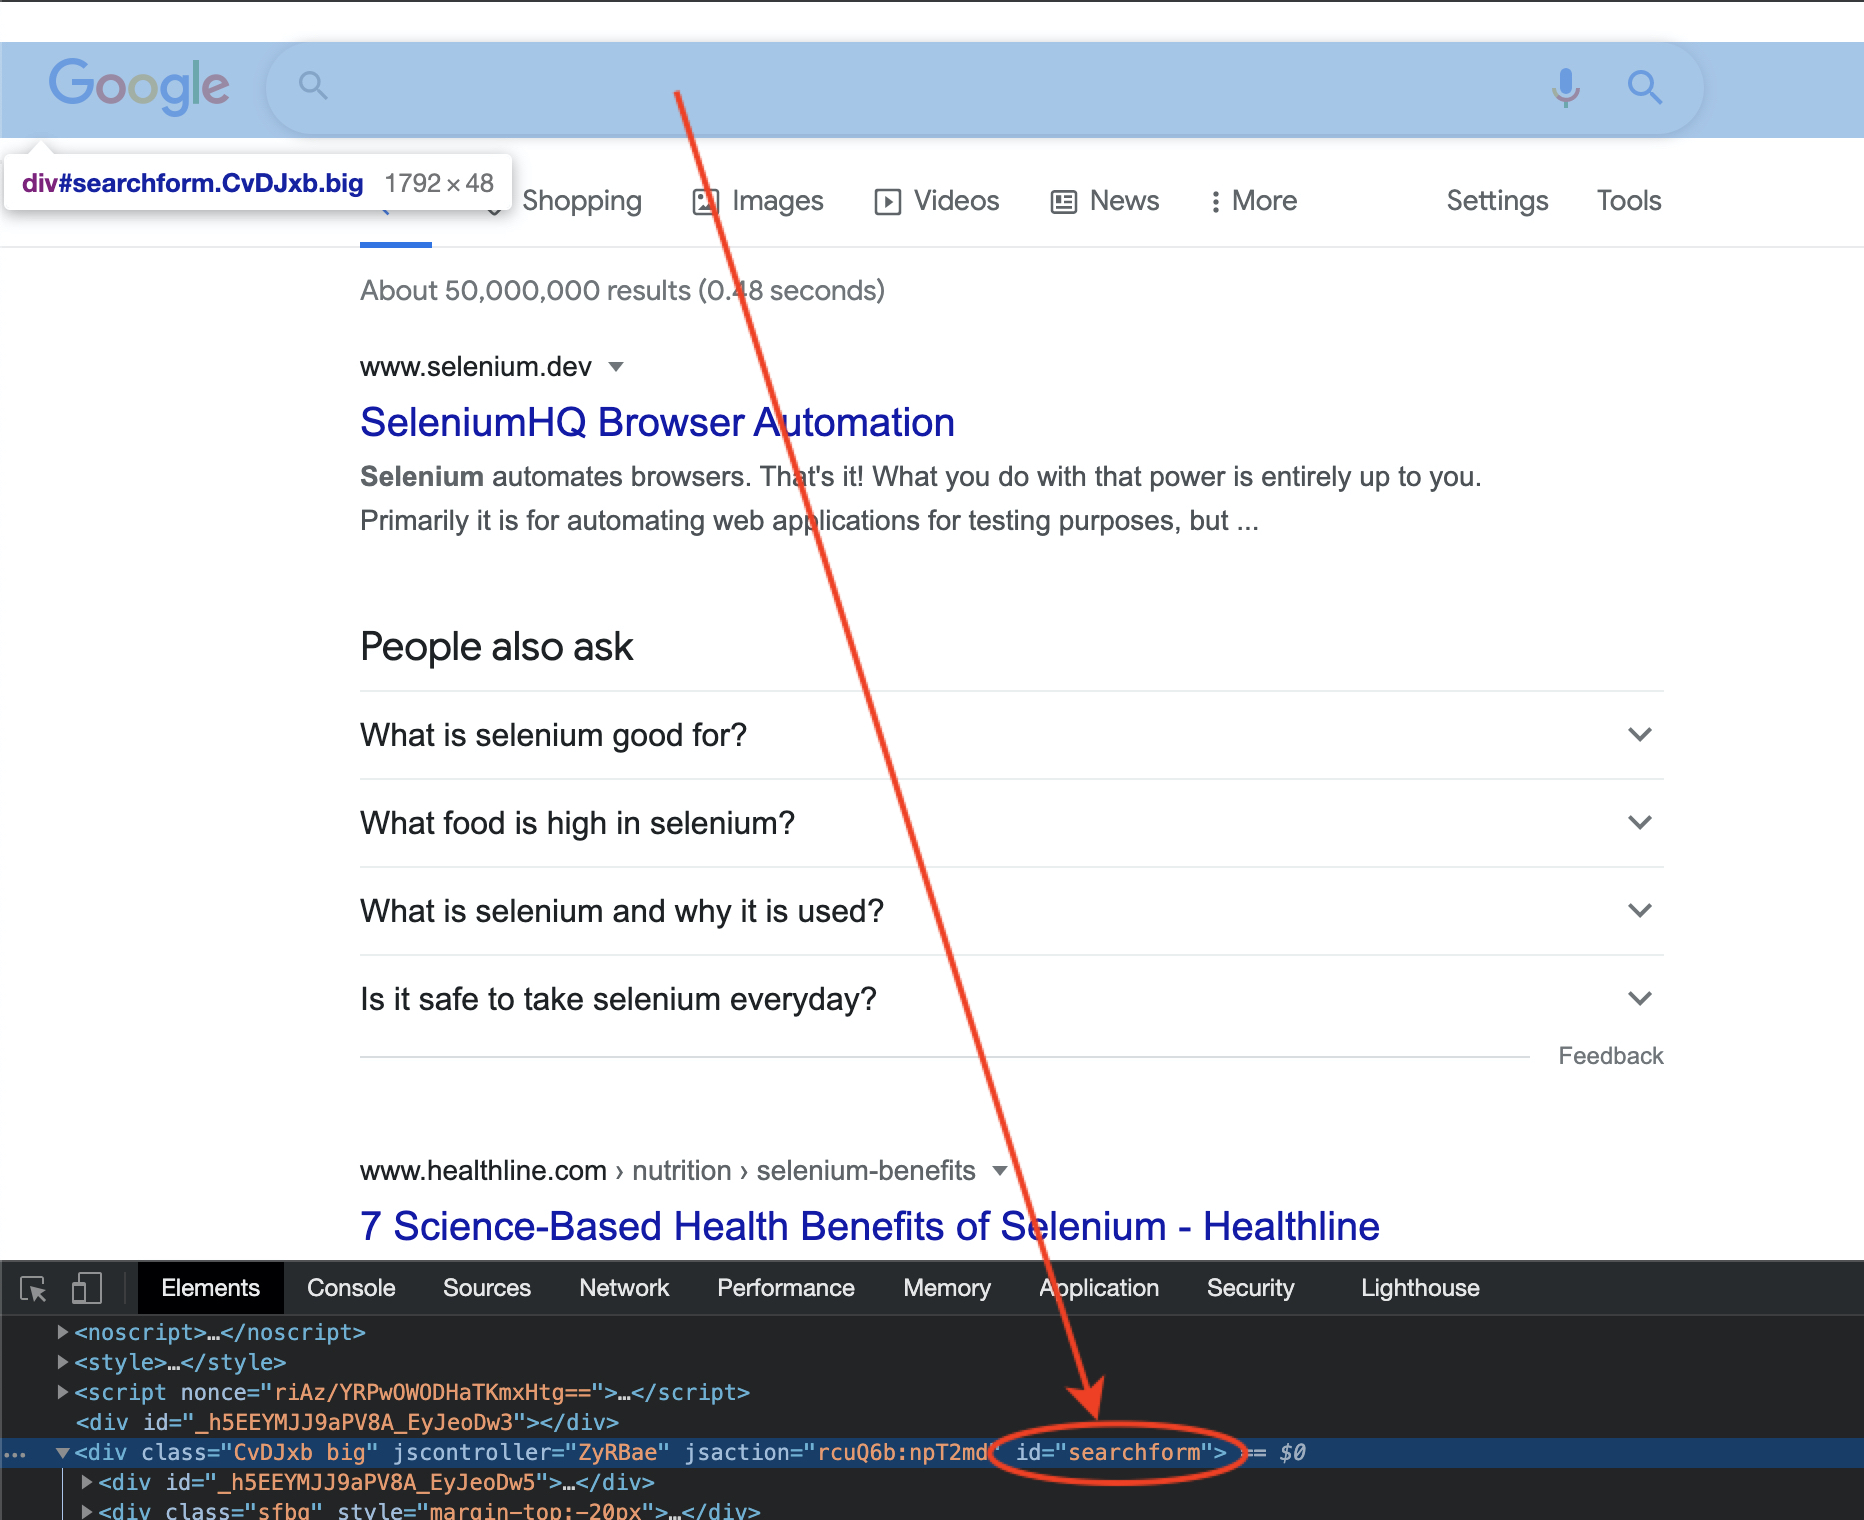 Google
div#searchform.CvDJxb.big 1792 × 48
Shopping Images Videos News More Settings Tools
About 50,000,000 results (0.48 seconds)
www.selenium.dev
SeleniumHQ Browser Automation
Selenium automates browsers. That's it! What you do with that power is entirely up to you.
Primarily it is for automating web applications for testing purposes, but ...
People also ask
What is selenium good for?
What food is high in selenium?
What is selenium and why it is used?
Is it safe to take selenium everyday?
Feedback
www.healthline.com › nutrition › selenium-benefits
7 Science-Based Health Benefits of Selenium - Healthline
Elements Console Sources Network Performance Memory Application Security Lighthouse
<noscript>…</noscript>
<style>…</style>
<script nonce="riAz/YRPwOWODHaTKmxHtg==">…</script>
<div id="_h5EEYMJJ9aPV8A_EyJeoDw3"></div>
<div class="CvDJxb big" jscontroller="ZyRBae" jsaction="rcuQ6b:npT2md" id="searchform"> == $0
<div id="_h5EEYMJJ9aPV8A_EyJeoDw5">…</div>
<div class="sfbg" style="margin-top:-20px">…</div>